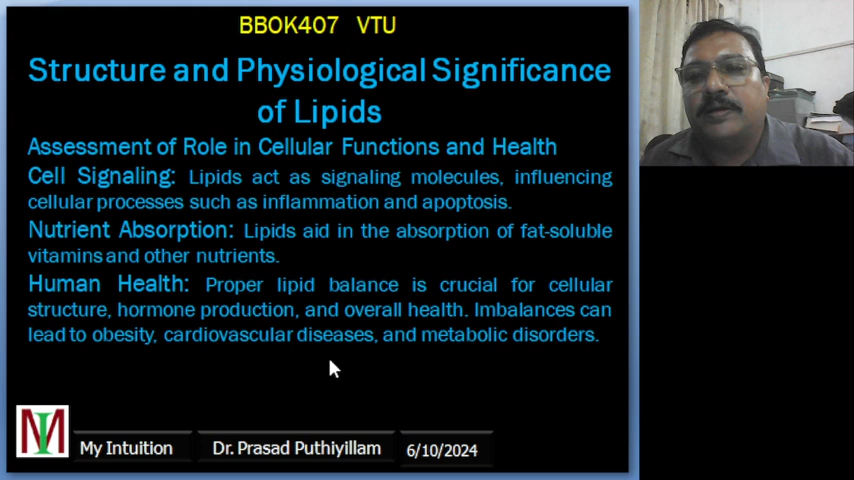 BBOK407 VTU
Structure and Physiological Significance
of Lipids
Assessment of Role in Cellular Functions and Health
Cell Signaling: Lipids act as signaling molecules, influencing
cellular processes such as inflammation and apoptosis.
Nutrient Absorption: Lipids aid in the absorption of fat-soluble
vitamins and other nutrients.
Human Health: Proper lipid balance is crucial for cellular
structure, hormone production, and overall health. Imbalances can
lead to obesity, cardiovascular diseases, and metabolic disorders.
MI
My Intuition
Dr. Prasad Puthiyillam
6/10/2024